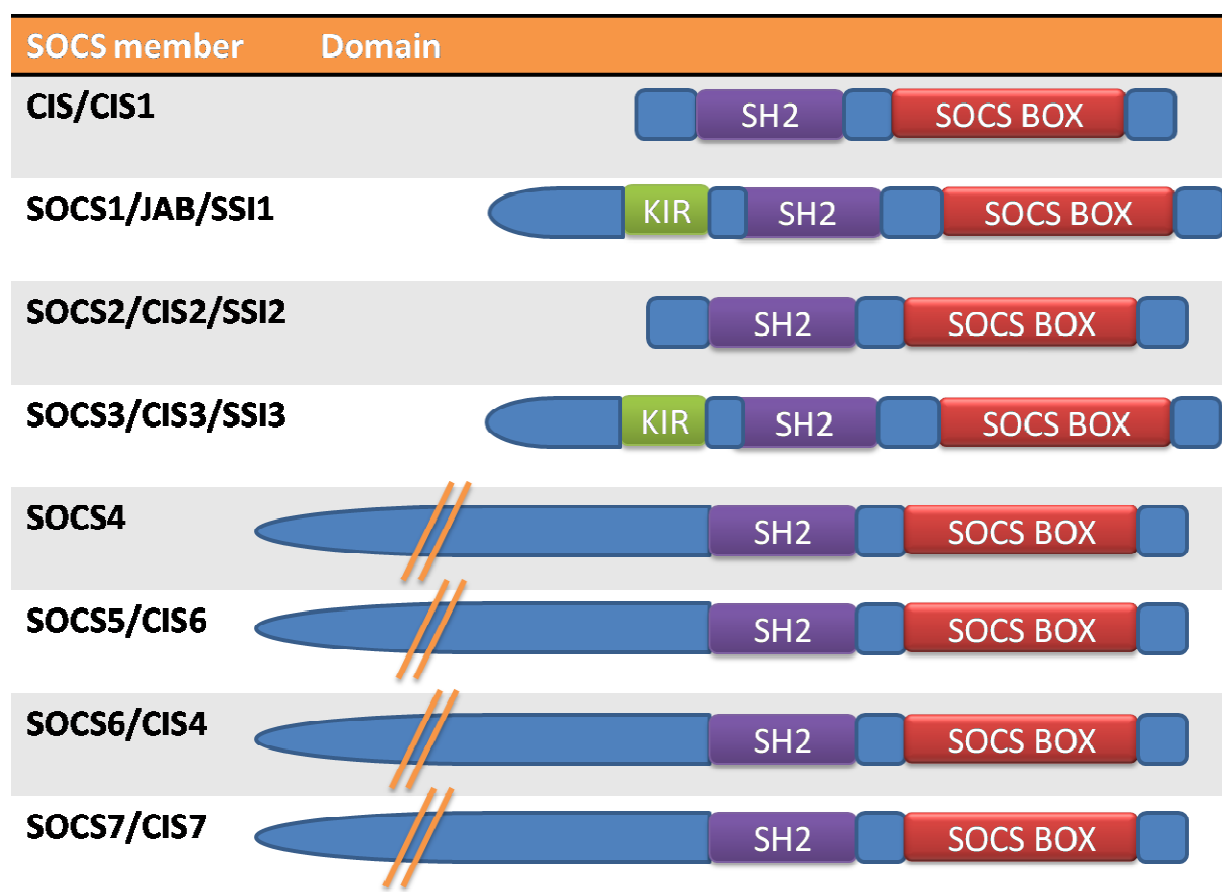 SOCS member Domain
CIS/CIS1 SH2 SOCS BOX
SOCS1/JAB/SSI1 KIR SH2 SOCS BOX
SOCS2/CIS2/SSI2 SH2 SOCS BOX
SOCS3/CIS3/SSI3 KIR SH2 SOCS BOX
SOCS4 SH2 SOCS BOX
SOCS5/CIS6 SH2 SOCS BOX
SOCS6/CIS4 SH2 SOCS BOX
SOCS7/CIS7 SH2 SOCS BOX